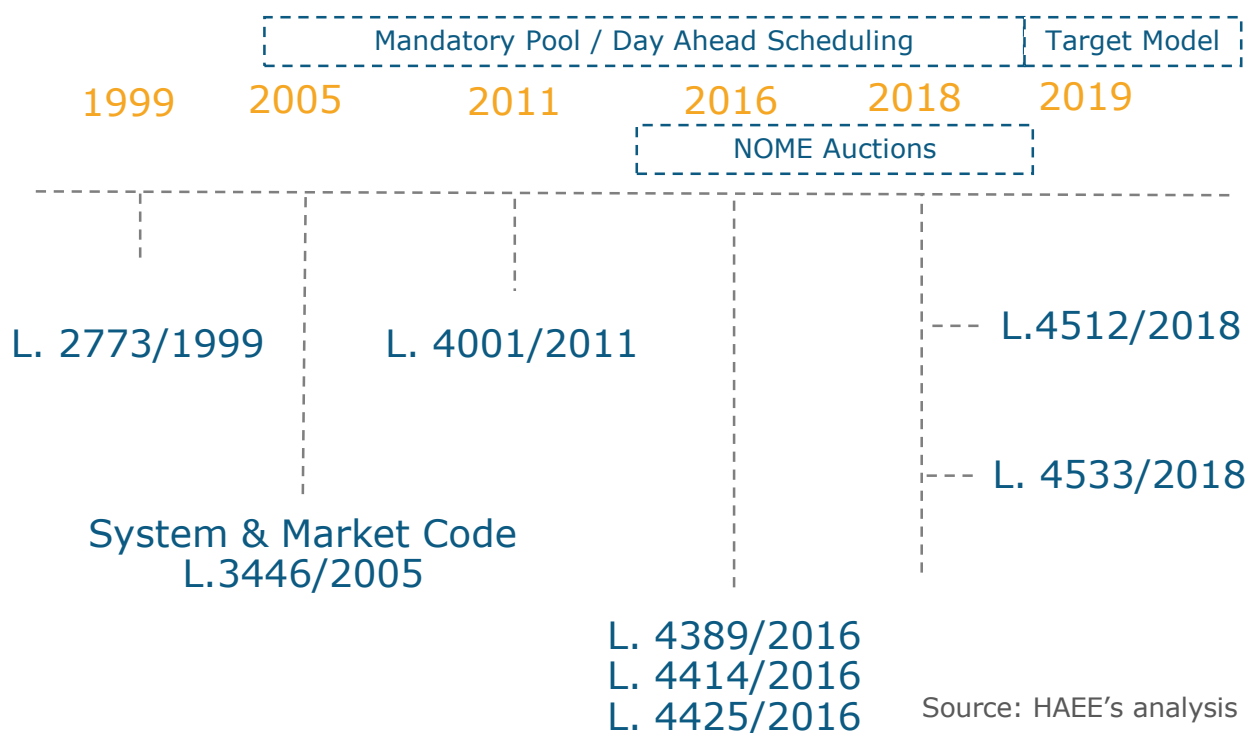 Mandatory Pool / Day Ahead Scheduling
Target Model
1999
2005
2011
2016
2018
2019
NOME Auctions
L. 2773/1999
L. 4001/2011
L.4512/2018
L. 4533/2018
System & Market Code
L.3446/2005
L. 4389/2016
L. 4414/2016
L. 4425/2016
Source: HAEE’s analysis